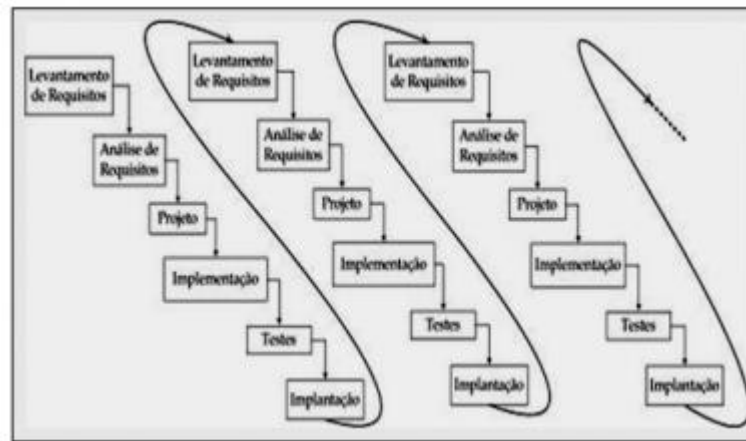 Levantamento
de Requisitos
Análise de
Requisitos
Projeto
Implementação
Testes
Implantação
Levantamento
de Requisitos
Análise de
Requisitos
Projeto
Implementação
Testes
Implantação
Levantamento
de Requisitos
Análise de
Requisitos
Projeto
Implementação
Testes
Implantação